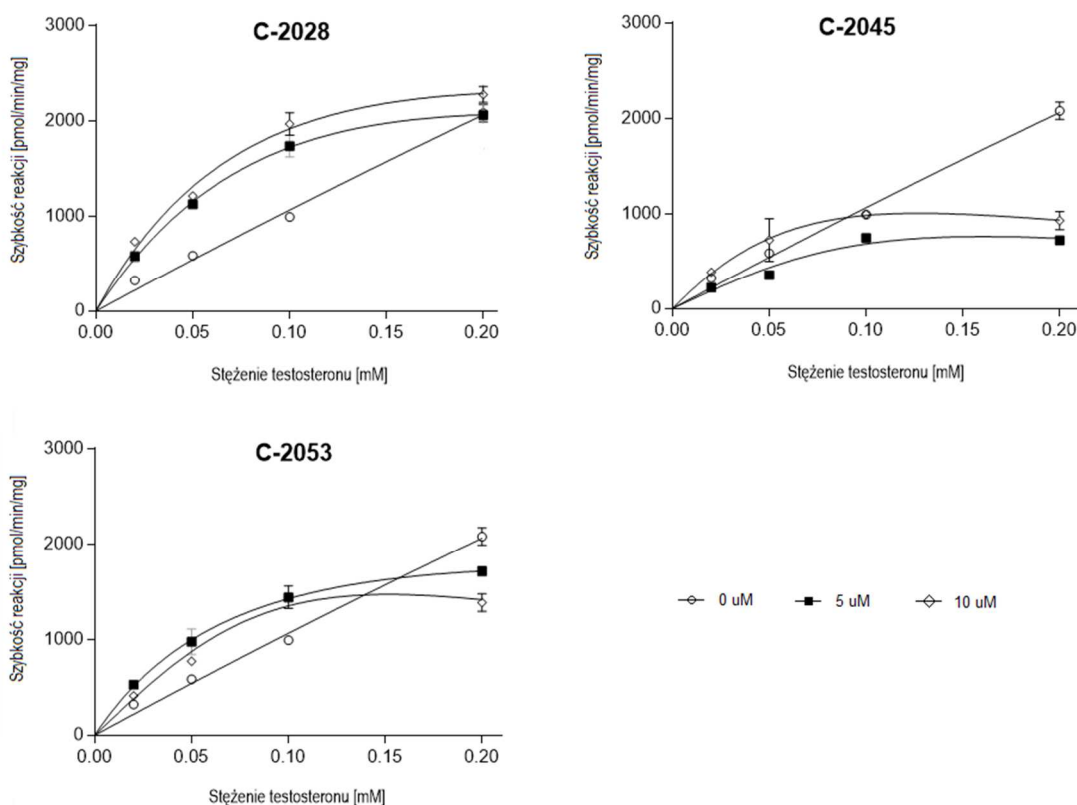 C-2028
Szybkość reakcji [pmol/min/mg]
3000
2000
1000
0
0.00 0.05 0.10 0.15 0.20
Stężenie testosteronu [mM]
C-2045
Szybkość reakcji [pmol/min/mg]
3000
2000
1000
0
0.00 0.05 0.10 0.15 0.20
Stężenie testosteronu [mM]
C-2053
Szybkość reakcji [pmol/min/mg]
3000
2000
1000
0
0.00 0.05 0.10 0.15 0.20
Stężenie testosteronu [mM]
0 uM 5 uM 10 uM